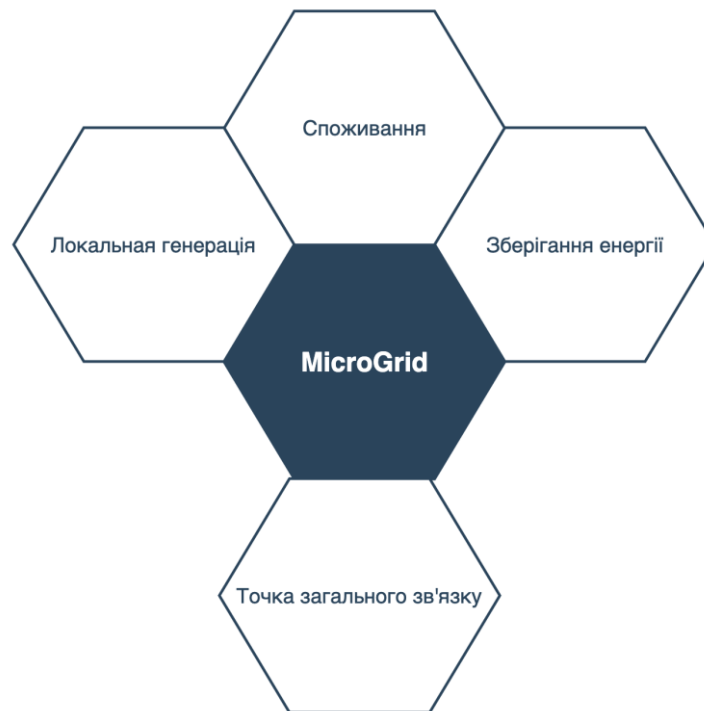 Споживання
Локальная генерація
Зберігання енергії
MicroGrid
Точка загального зв'язку